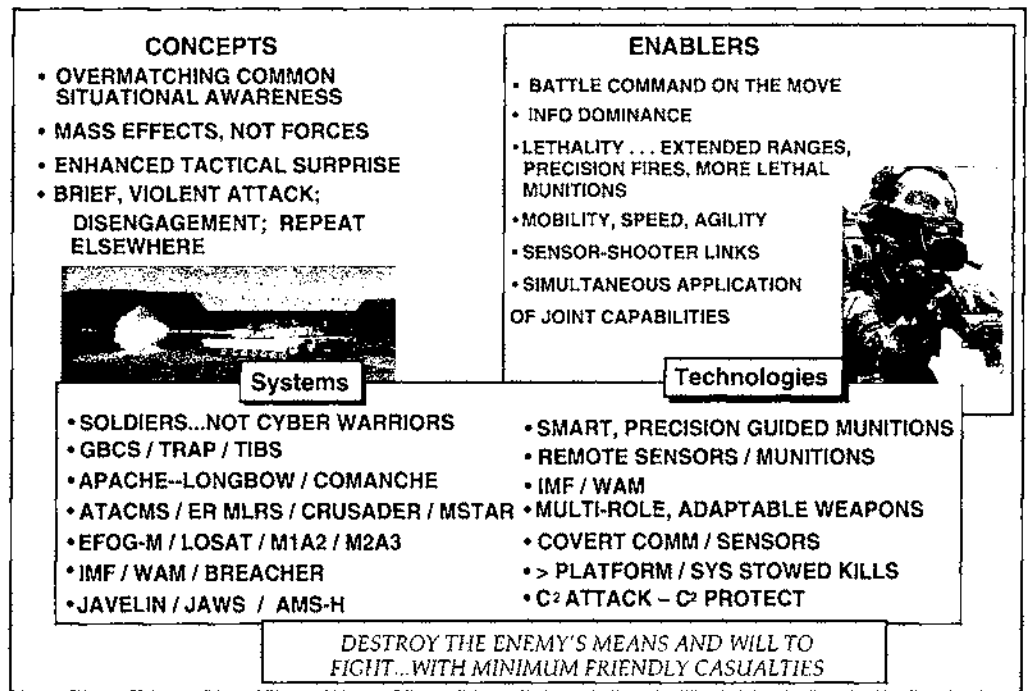 CONCEPTS
• OVERMATCHING COMMON
SITUATIONAL AWARENESS
• MASS EFFECTS, NOT FORCES
• ENHANCED TACTICAL SURPRISE
• BRIEF, VIOLENT ATTACK;
DISENGAGEMENT; REPEAT
ELSEWHERE
ENABLERS
• BATTLE COMMAND ON THE MOVE
• INFO DOMINANCE
• LETHALITY . . . EXTENDED RANGES,
PRECISION FIRES, MORE LETHAL
MUNITIONS
• MOBILITY, SPEED, AGILITY
• SENSOR-SHOOTER LINKS
• SIMULTANEOUS APPLICATION
OF JOINT CAPABILITIES
Systems
• SOLDIERS...NOT CYBER WARRIORS
• GBCS / TRAP / TIBS
• APACHE--LONGBOW / COMANCHE
• ATACMS / ER MLRS / CRUSADER / MSTAR
• EFOG-M / LOSAT / M1A2 / M2A3
• IMF / WAM / BREACHER
• JAVELIN / JAWS / AMS-H
Technologies
• SMART, PRECISION GUIDED MUNITIONS
• REMOTE SENSORS / MUNITIONS
• IMF / WAM
• MULTI-ROLE, ADAPTABLE WEAPONS
• COVERT COMM / SENSORS
• > PLATFORM / SYS STOWED KILLS
• C² ATTACK – C² PROTECT
DESTROY THE ENEMY'S MEANS AND WILL TO
FIGHT...WITH MINIMUM FRIENDLY CASUALTIES